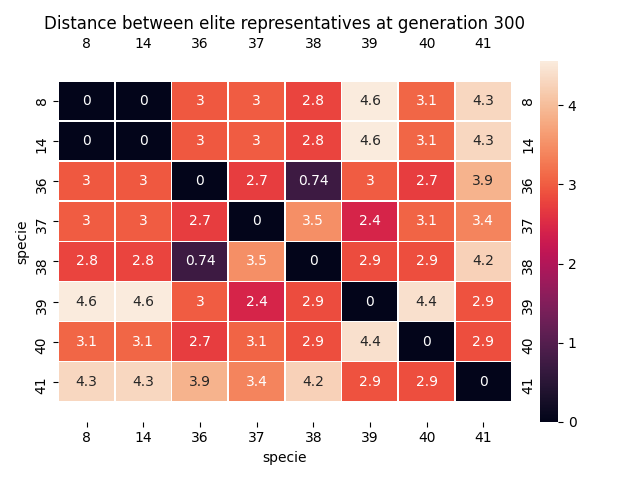 Distance between elite representatives at generation 300
8 14 36 37 38 39 40 41
8 0 0 3 3 2.8 4.6 3.1 4.3 8
14 0 0 3 3 2.8 4.6 3.1 4.3 14
36 3 3 0 2.7 0.74 3 2.7 3.9 36
37 3 3 2.7 0 3.5 2.4 3.1 3.4 37
38 2.8 2.8 0.74 3.5 0 2.9 2.9 4.2 38
39 4.6 4.6 3 2.4 2.9 0 4.4 2.9 39
40 3.1 3.1 2.7 3.1 2.9 4.4 0 2.9 40
41 4.3 4.3 3.9 3.4 4.2 2.9 2.9 0 41
8 14 36 37 38 39 40 41
specie
specie
4
3
2
1
0